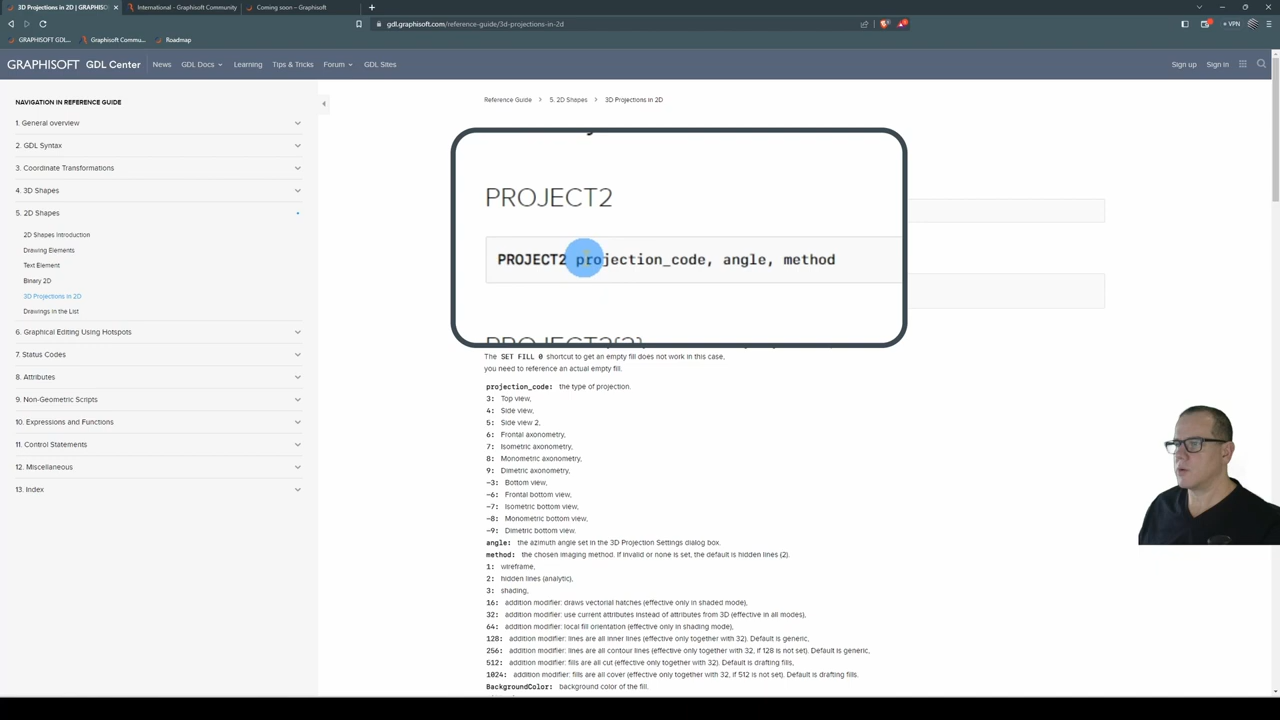 3D Projections in 2D | GRAPHISC
International - Graphisoft Community
Coming soon – Graphisoft
gdl.graphisoft.com/reference-guide/3d-projections-in-2d
VPN
GRAPHISOFT GDL...
Graphisoft Commu...
Roadmap
GRAPHISOFT GDL Center
News
GDL Docs
Learning
Tips & Tricks
Forum
GDL Sites
Sign up
Sign in
NAVIGATION IN REFERENCE GUIDE
1. General overview
2. GDL Syntax
3. Coordinate Transformations
4. 3D Shapes
5. 2D Shapes
2D Shapes Introduction
Drawing Elements
Text Element
Binary 2D
3D Projections in 2D
Drawings in the List
6. Graphical Editing Using Hotspots
7. Status Codes
8. Attributes
9. Non-Geometric Scripts
10. Expressions and Functions
11. Control Statements
12. Miscellaneous
13. Index
Reference Guide > 5. 2D Shapes > 3D Projections in 2D
PROJECT2
PROJECT2 projection_code, angle, method
PROJECT2{2}
The SET FILL 0 shortcut to get an empty fill does not work in this case,
you need to reference an actual empty fill.
projection_code: the type of projection.
3: Top view,
4: Side view,
5: Side view 2,
6: Frontal axonometry,
7: Isometric axonometry,
8: Monometric axonometry,
9: Dimetric axonometry,
−3: Bottom view,
−6: Frontal bottom view,
−7: Isometric bottom view,
−8: Monometric bottom view,
−9: Dimetric bottom view.
angle: the azimuth angle set in the 3D Projection Settings dialog box.
method: the chosen imaging method. If invalid or none is set, the default is hidden lines (2).
1: wireframe,
2: hidden lines (analytic),
3: shading,
16: addition modifier: draws vectorial hatches (effective only in shaded mode),
32: addition modifier: use current attributes instead of attributes from 3D (effective in all modes),
64: addition modifier: local fill orientation (effective only in shading mode),
128: addition modifier: lines are all inner lines (effective only together with 32). Default is generic,
256: addition modifier: lines are all contour lines (effective only together with 32, if 128 is not set). Default is generic,
512: addition modifier: fills are all cut (effective only together with 32). Default is drafting fills,
1024: addition modifier: fills are all cover (effective only together with 32, if 512 is not set). Default is drafting fills.
BackgroundColor: background color of the fill.